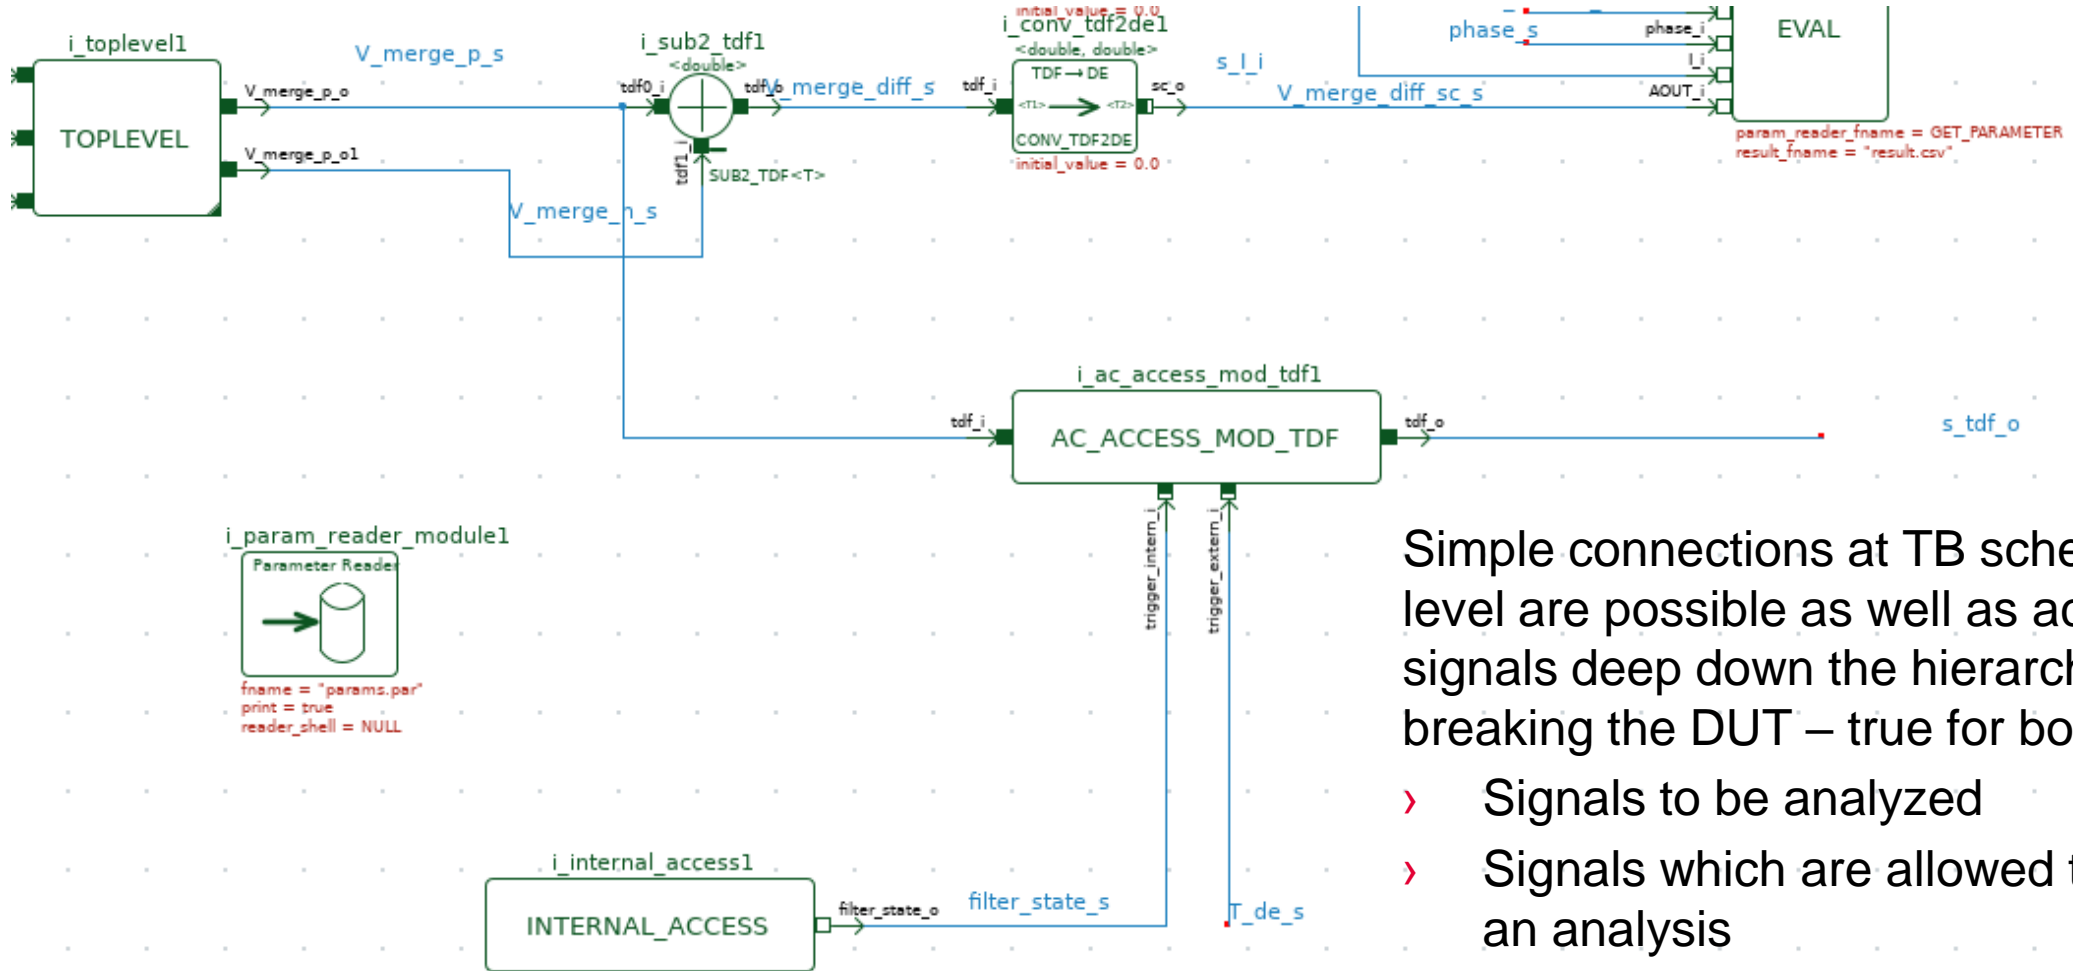 i_toplevel1
TOPLEVEL
V_merge_p_o
V_merge_p_o1
V_merge_p_s
V_merge_n_s
i_sub2_tdf1
<double>
tdf0_i
tdf1_i
SUB2_TDF<T>
V_merge_diff_s
tdf_i
initial_value = 0.0
i_conv_tdf2de1
<double, double>
TDF→DE
<T1>
<T2>
CONV_TDF2DE
initial_value = 0.0
sc_o
s_I_i
V_merge_diff_sc_s
phase_s
phase_i
I_i
AOUT_i
EVAL
param_reader_fname = GET_PARAMETER
result_fname = "result.csv"
i_ac_access_mod_tdf1
tdf_i
AC_ACCESS_MOD_TDF
tdf_o
s_tdf_o
trigger_intern_i
trigger_extern_i
i_param_reader_module1
Parameter Reader
fname = "params.par"
print = true
reader_shell = NULL
i_internal_access1
INTERNAL_ACCESS
filter_state_o
filter_state_s
T_de_s
Simple connections at TB sche
level are possible as well as ac
signals deep down the hierarch
breaking the DUT – true for bo
› Signals to be analyzed
› Signals which are allowed t
an analysis